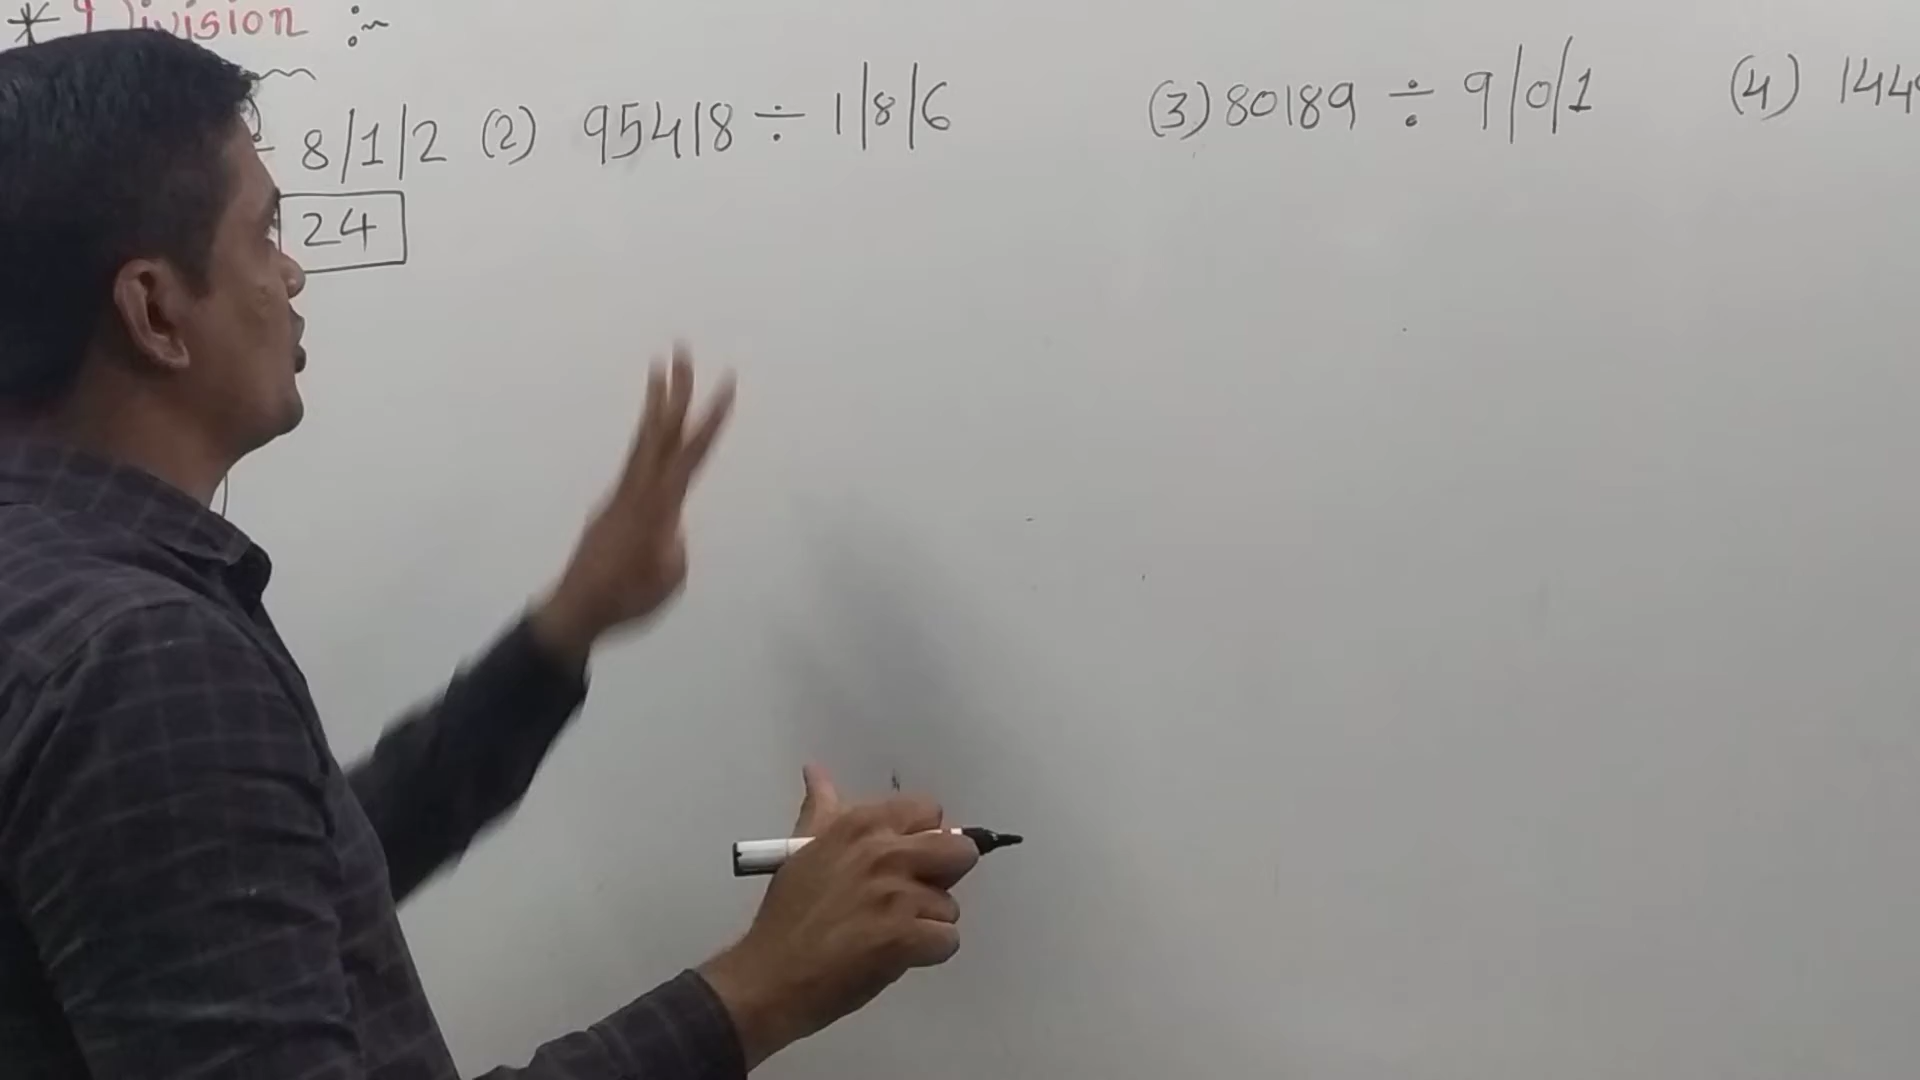 * Division :~
8/1/2 (2) 95418 ÷ 1/8/6 (3) 80189 ÷ 9/0/1 (4) 144
24